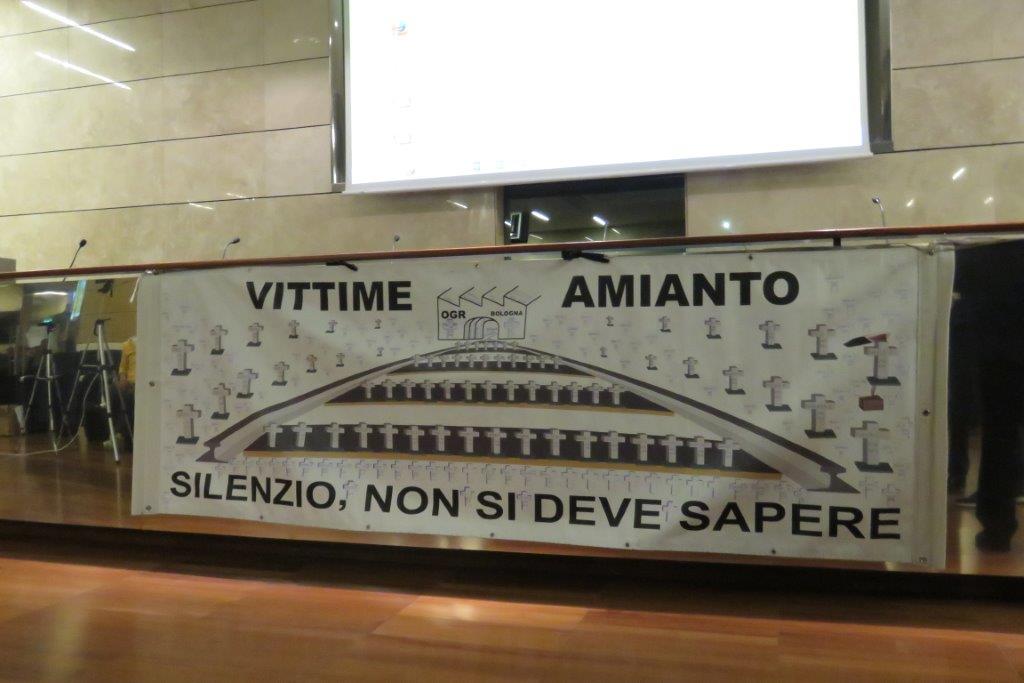 VITTIME AMIANTO
OGR BOLOGNA
SILENZIO, NON SI DEVE SAPERE